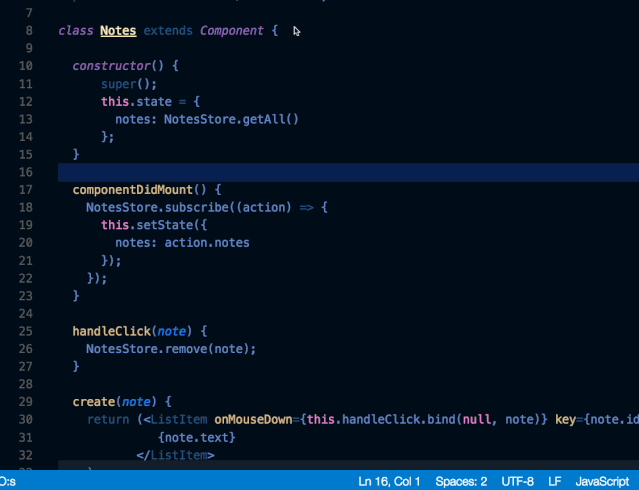 7
8 class Notes extends Component {
9
10 constructor() {
11 super();
12 this.state = {
13 notes: NotesStore.getAll()
14 };
15 }
16
17 componentDidMount() {
18 NotesStore.subscribe((action) => {
19 this.setState({
20 notes: action.notes
21 });
22 });
23 }
24
25 handleClick(note) {
26 NotesStore.remove(note);
27 }
28
29 create(note) {
30 return (<ListItem onMouseDown={this.handleClick.bind(null, note)} key={note.id
31 {note.text}
32 </ListItem>
O:s Ln 16, Col 1 Spaces: 2 UTF-8 LF JavaScript